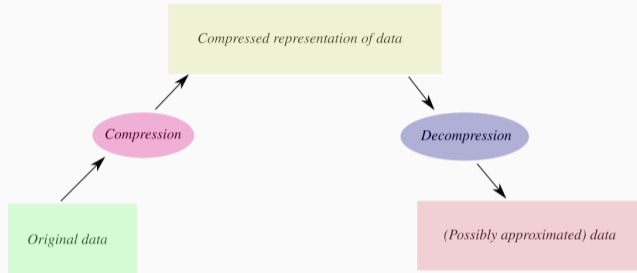 Compressed representation of data
Compression
Decompression
Original data
(Possibly approximated) data